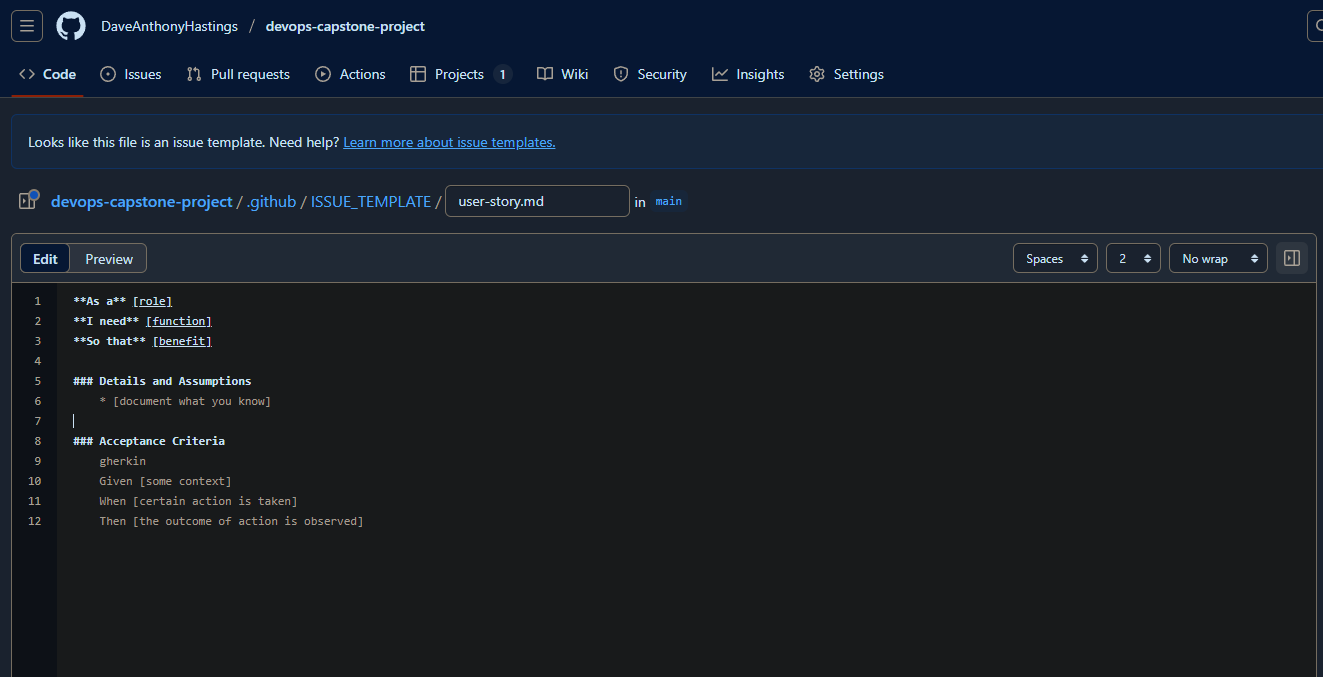 DaveAnthonyHastings / devops-capstone-project
Code Issues Pull requests Actions Projects 1 Wiki Security Insights Settings
Looks like this file is an issue template. Need help? Learn more about issue templates.
devops-capstone-project / .github / ISSUE_TEMPLATE / user-story.md in main
Edit Preview Spaces 2 No wrap
1 **As a** [role]
2 **I need** [function]
3 **So that** [benefit]
4
5 ### Details and Assumptions
6 * [document what you know]
7
8 ### Acceptance Criteria
9 gherkin
10 Given [some context]
11 When [certain action is taken]
12 Then [the outcome of action is observed]